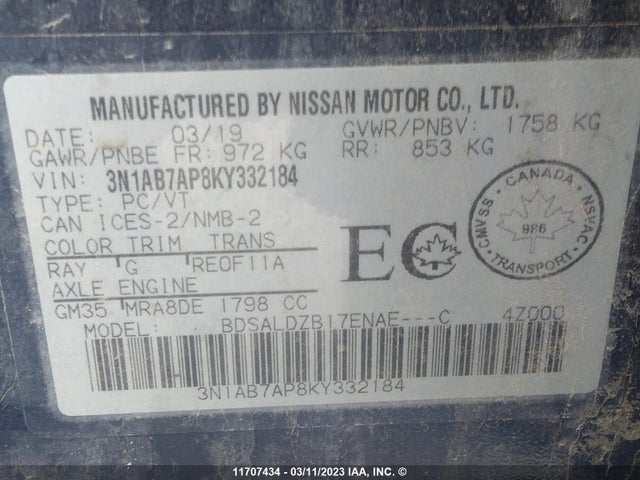 MANUFACTURED BY NISSAN MOTOR CO., LTD.
DATE: 03/19 GVWR/PNBV: 1758 KG
GAWR/PNBE FR: 972 KG RR: 853 KG
VIN: 3N1AB7AP8KY332184
TYPE: PC/VT
CAN ICES-2/NMB-2
COLOR TRIM TRANS
RAY G RE0F11A
AXLE ENGINE
GM35 MRA8DE 1798 CC
MODEL: BDSALDZB17ENAE---C 4Z000
EC
CANADA
CMVSS NSVAC
986
TRANSPORT
3N1AB7AP8KY332184
11707434 - 03/11/2023 IAA, INC. ©